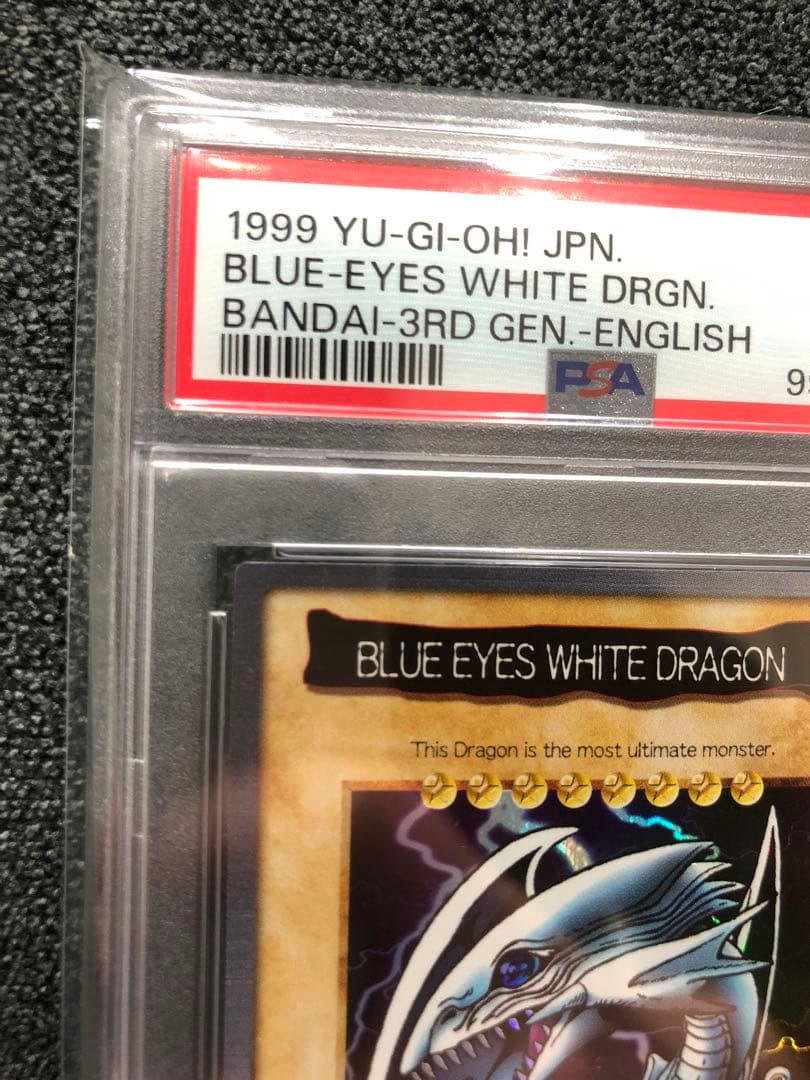 1999 YU-GI-OH! JPN.
BLUE-EYES WHITE DRGN.
BANDAI-3RD GEN.-ENGLISH
PSA
BLUE EYES WHITE DRAGON
This Dragon is the most ultimate monster.